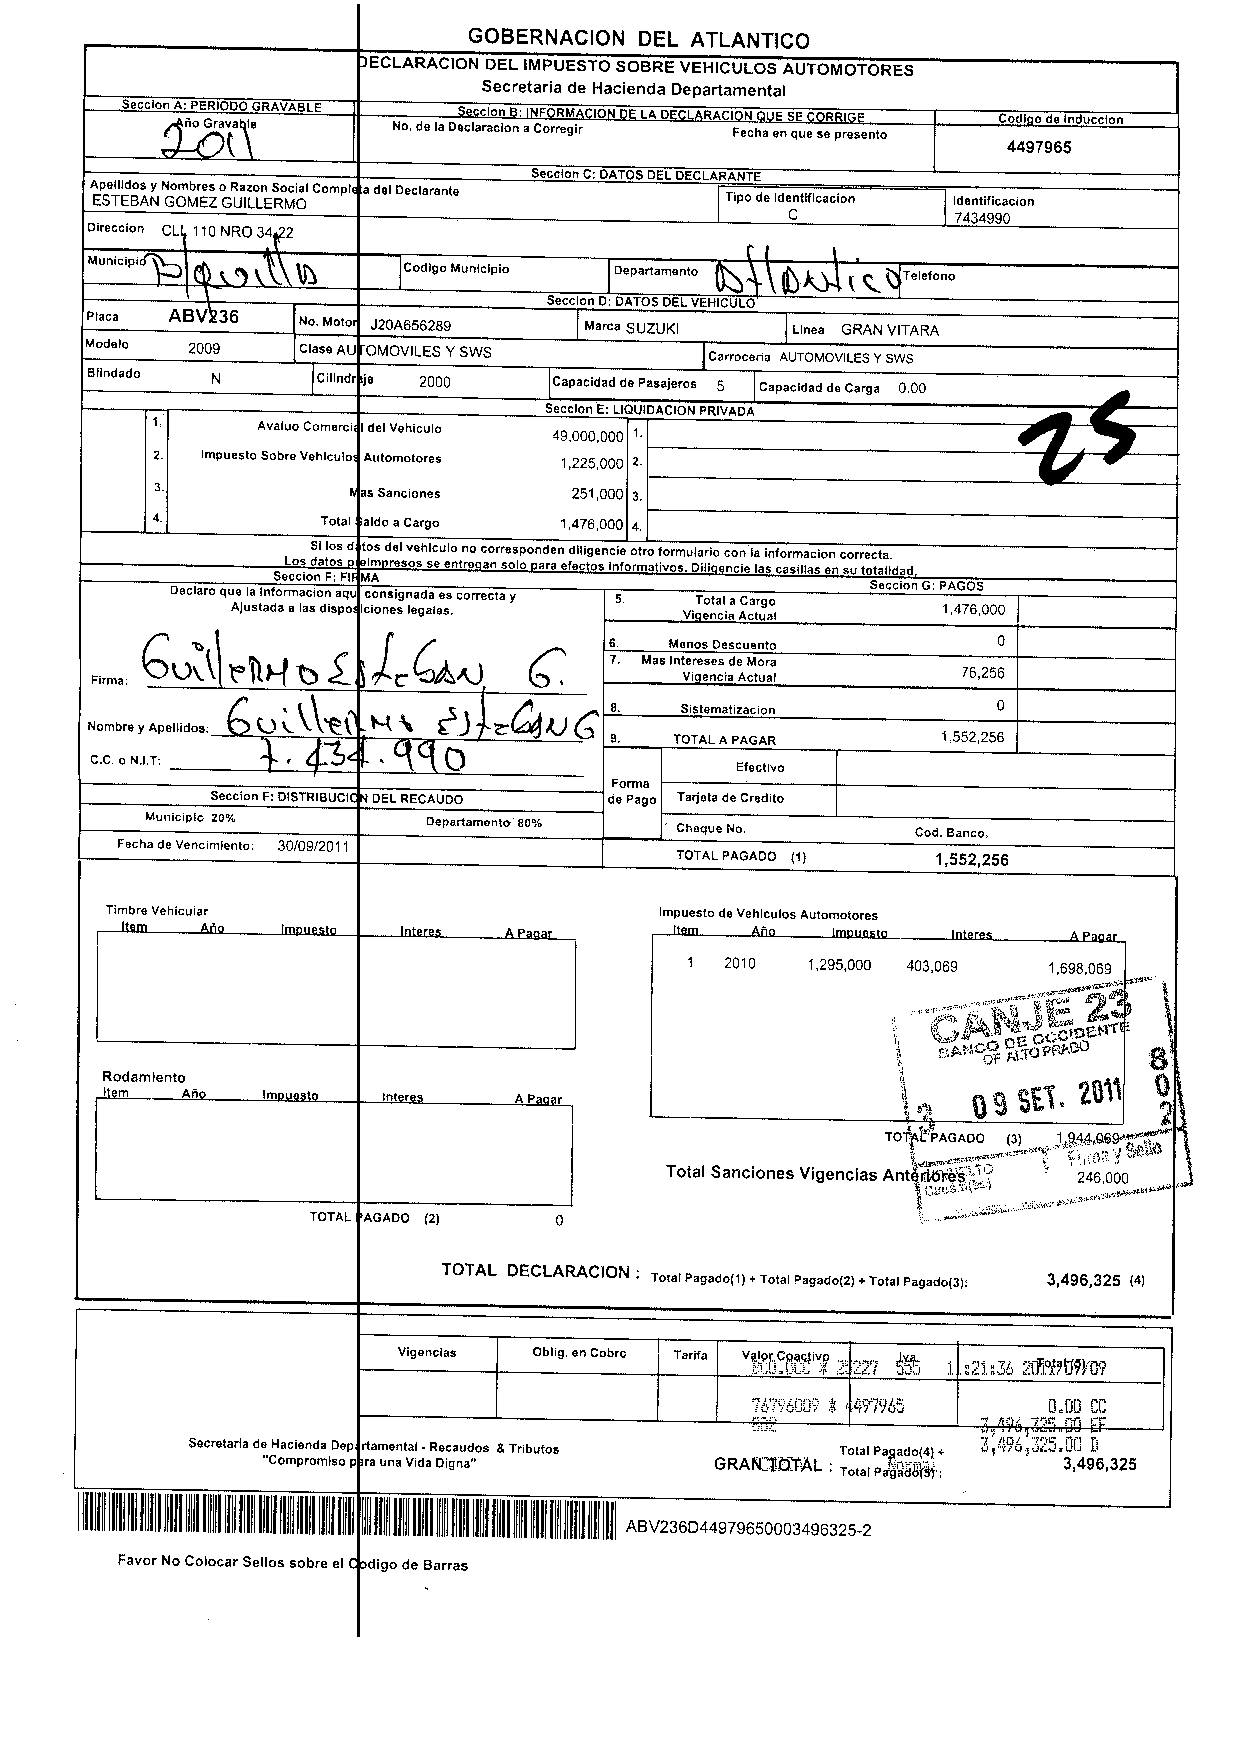 GOBERNACION DEL ATLANTICO
DECLARACION DEL IMPUESTO SOBRE VEHICULOS AUTOMOTORES
Secretaria de Hacienda Departamental
Seccion A: PERIODO GRAVABLE
Seccion B: INFORMACION DE LA DECLARACION QUE SE CORRIGE
Codigo de induccion
Año Gravable
No. de la Declaracion a Corregir
Fecha en que se presento
2011
4497965
Seccion C: DATOS DEL DECLARANTE
Apellidos y Nombres o Razon Social Completa del Declarante
Tipo de Identificacion
Identificacion
ESTEBAN GOMEZ GUILLERMO
C
7434990
Direccion CLL 110 NRO 34 22
Municipio B/quilla
Codigo Municipio
Departamento Atlantico
Telefono
Seccion D: DATOS DEL VEHICULO
Placa ABV236 No. Motor J20A656289 Marca SUZUKI Linea GRAN VITARA
Modelo 2009 Clase AUTOMOVILES Y SWS Carroceria AUTOMOVILES Y SWS
Blindado N Cilindraje 2000 Capacidad de Pasajeros 5 Capacidad de Carga 0.00
Seccion E: LIQUIDACION PRIVADA
25
1. Avaluo Comercial del Vehiculo 49,000,000 1.
2. Impuesto Sobre Vehiculos Automotores 1,225,000 2.
3. Mas Sanciones 251,000 3.
4. Total Saldo a Cargo 1,476,000 4.
Si los datos del vehiculo no corresponden diligencie otro formulario con la informacion correcta.
Los datos preimpresos se entregan solo para efectos informativos. Diligencie las casillas en su totalidad.
Seccion F: FIRMA
Seccion G: PAGOS
Declaro que la informacion aqui consignada es correcta y
Ajustada a las disposiciones legales.
5. Total a Cargo Vigencia Actual 1,476,000
6. Menos Descuento 0
7. Mas Intereses de Mora Vigencia Actual 76,256
8. Sistematizacion 0
9. TOTAL A PAGAR 1,552,256
Firma: Guillermo Esteban G.
Nombre y Apellidos: Guillermo Esteban G
C.C. o N.I.T: 7.434.990
Forma de Pago
Efectivo
Tarjeta de Credito
Cheque No. Cod. Banco.
Seccion F: DISTRIBUCION DEL RECAUDO
Municipio 20% Departamento 80%
Fecha de Vencimiento: 30/09/2011
TOTAL PAGADO (1) 1,552,256
Timbre Vehicular
Item Año Impuesto Interes A Pagar
Impuesto de Vehiculos Automotores
Item Año Impuesto Interes A Pagar
1 2010 1,295,000 403,069 1,698,069
CANJE 23
BANCO DE OCCIDENTE
OF ALTO PRADO
09 SET. 2011
802
Firma y Sello
Rodamiento
Item Año Impuesto Interes A Pagar
TOTAL PAGADO (3) 1,944,069
Total Sanciones Vigencias Anteriores 246,000
TOTAL PAGADO (2) 0
TOTAL DECLARACION : Total Pagado(1) + Total Pagado(2) + Total Pagado(3): 3,496,325 (4)
Vigencias Oblig. en Cobro Tarifa Valor Coactivo Iva Total(5)
76796009 * 4497965 0.00 CC
3,496,325.00 EF
3,496,325.00 D
Secretaria de Hacienda Departamental - Recaudos & Tributos
"Compromiso para una Vida Digna"
GRAN TOTAL : Total Pagado(4) + Total Pagado(5): 3,496,325
ABV236D44979650003496325-2
Favor No Colocar Sellos sobre el Codigo de Barras